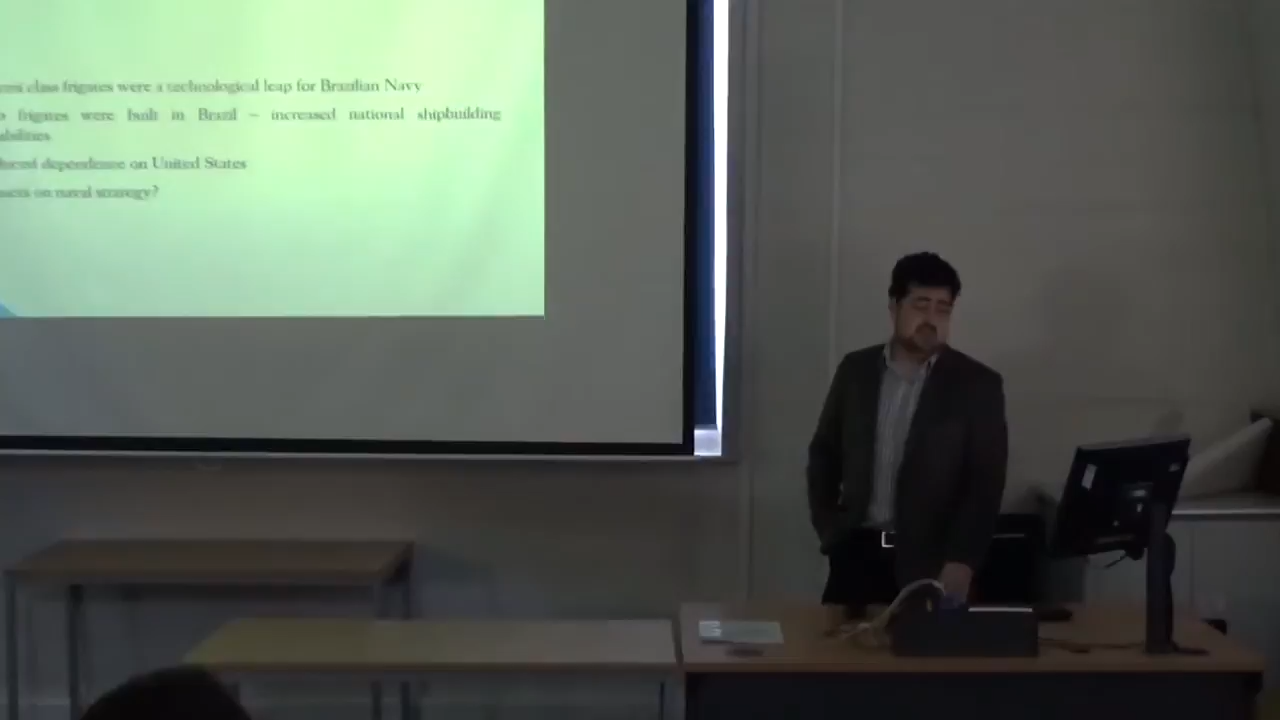 class frigates were a technological leap for Brazilian Navy
frigates were built in Brazil – increased national shipbuilding
dependence on United States
on naval strategy?